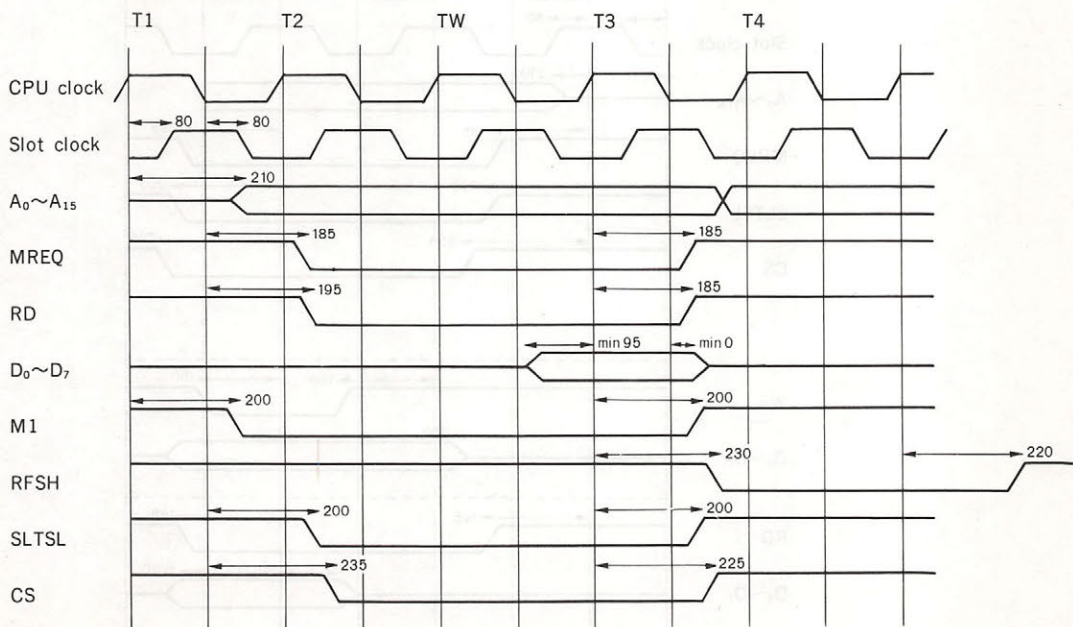 T1 T2 TW T3 T4
CPU clock
80 80
Slot clock
210
A₀~A₁₅
185 185
MREQ
195 185
RD
min 95 min 0
D₀~D₇
200 200
M1
230 220
RFSH
200 200
SLTSL
235 225
CS